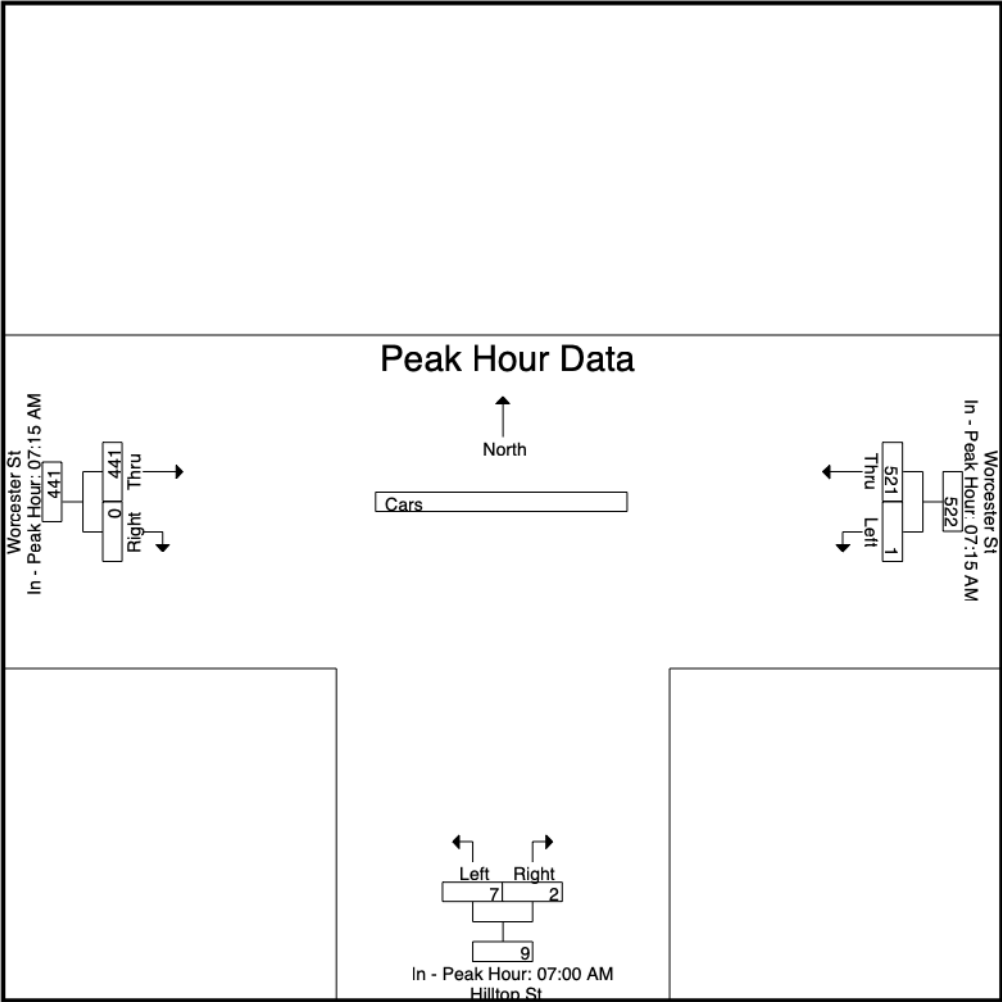 Peak Hour Data
North
Cars
Worcester St
In - Peak Hour: 07:15 AM
441
441
0
Thru
Right
Worcester St
In - Peak Hour: 07:15 AM
522
521
1
Thru
Left
Left Right
7 2
9
In - Peak Hour: 07:00 AM
Hilltop St